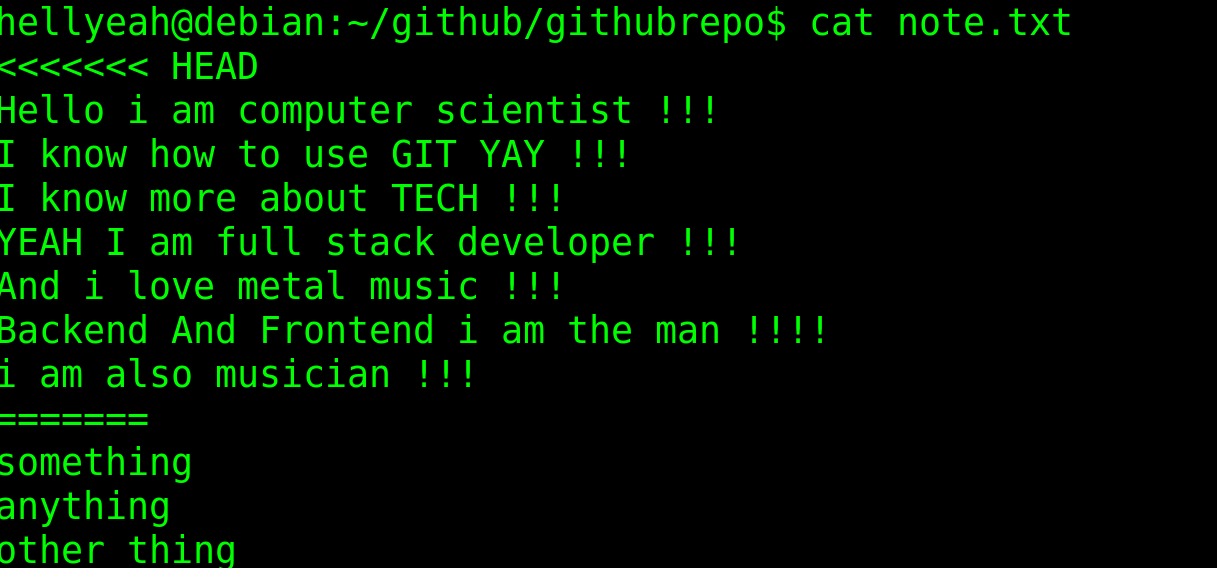 hellyeah@debian:~/github/githubrepo$ cat note.txt
<<<<<<< HEAD
Hello i am computer scientist !!!
I know how to use GIT YAY !!!
I know more about TECH !!!
YEAH I am full stack developer !!!
And i love metal music !!!
Backend And Frontend i am the man !!!!
i am also musician !!!
=======
something
anything
other thing